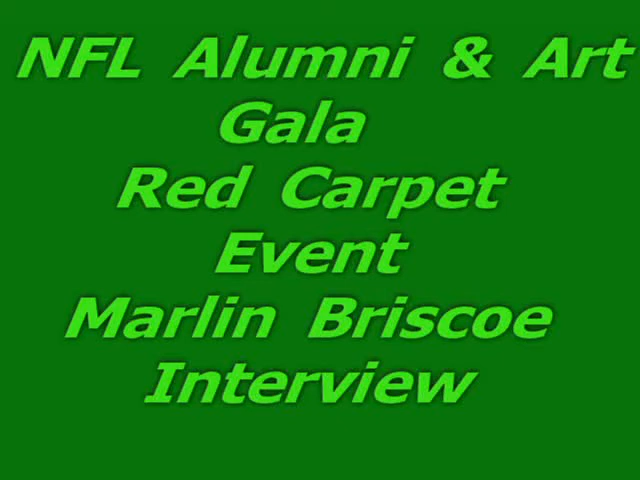 NFL Alumni & Art
Gala
Red Carpet
Event
Marlin Briscoe
Interview